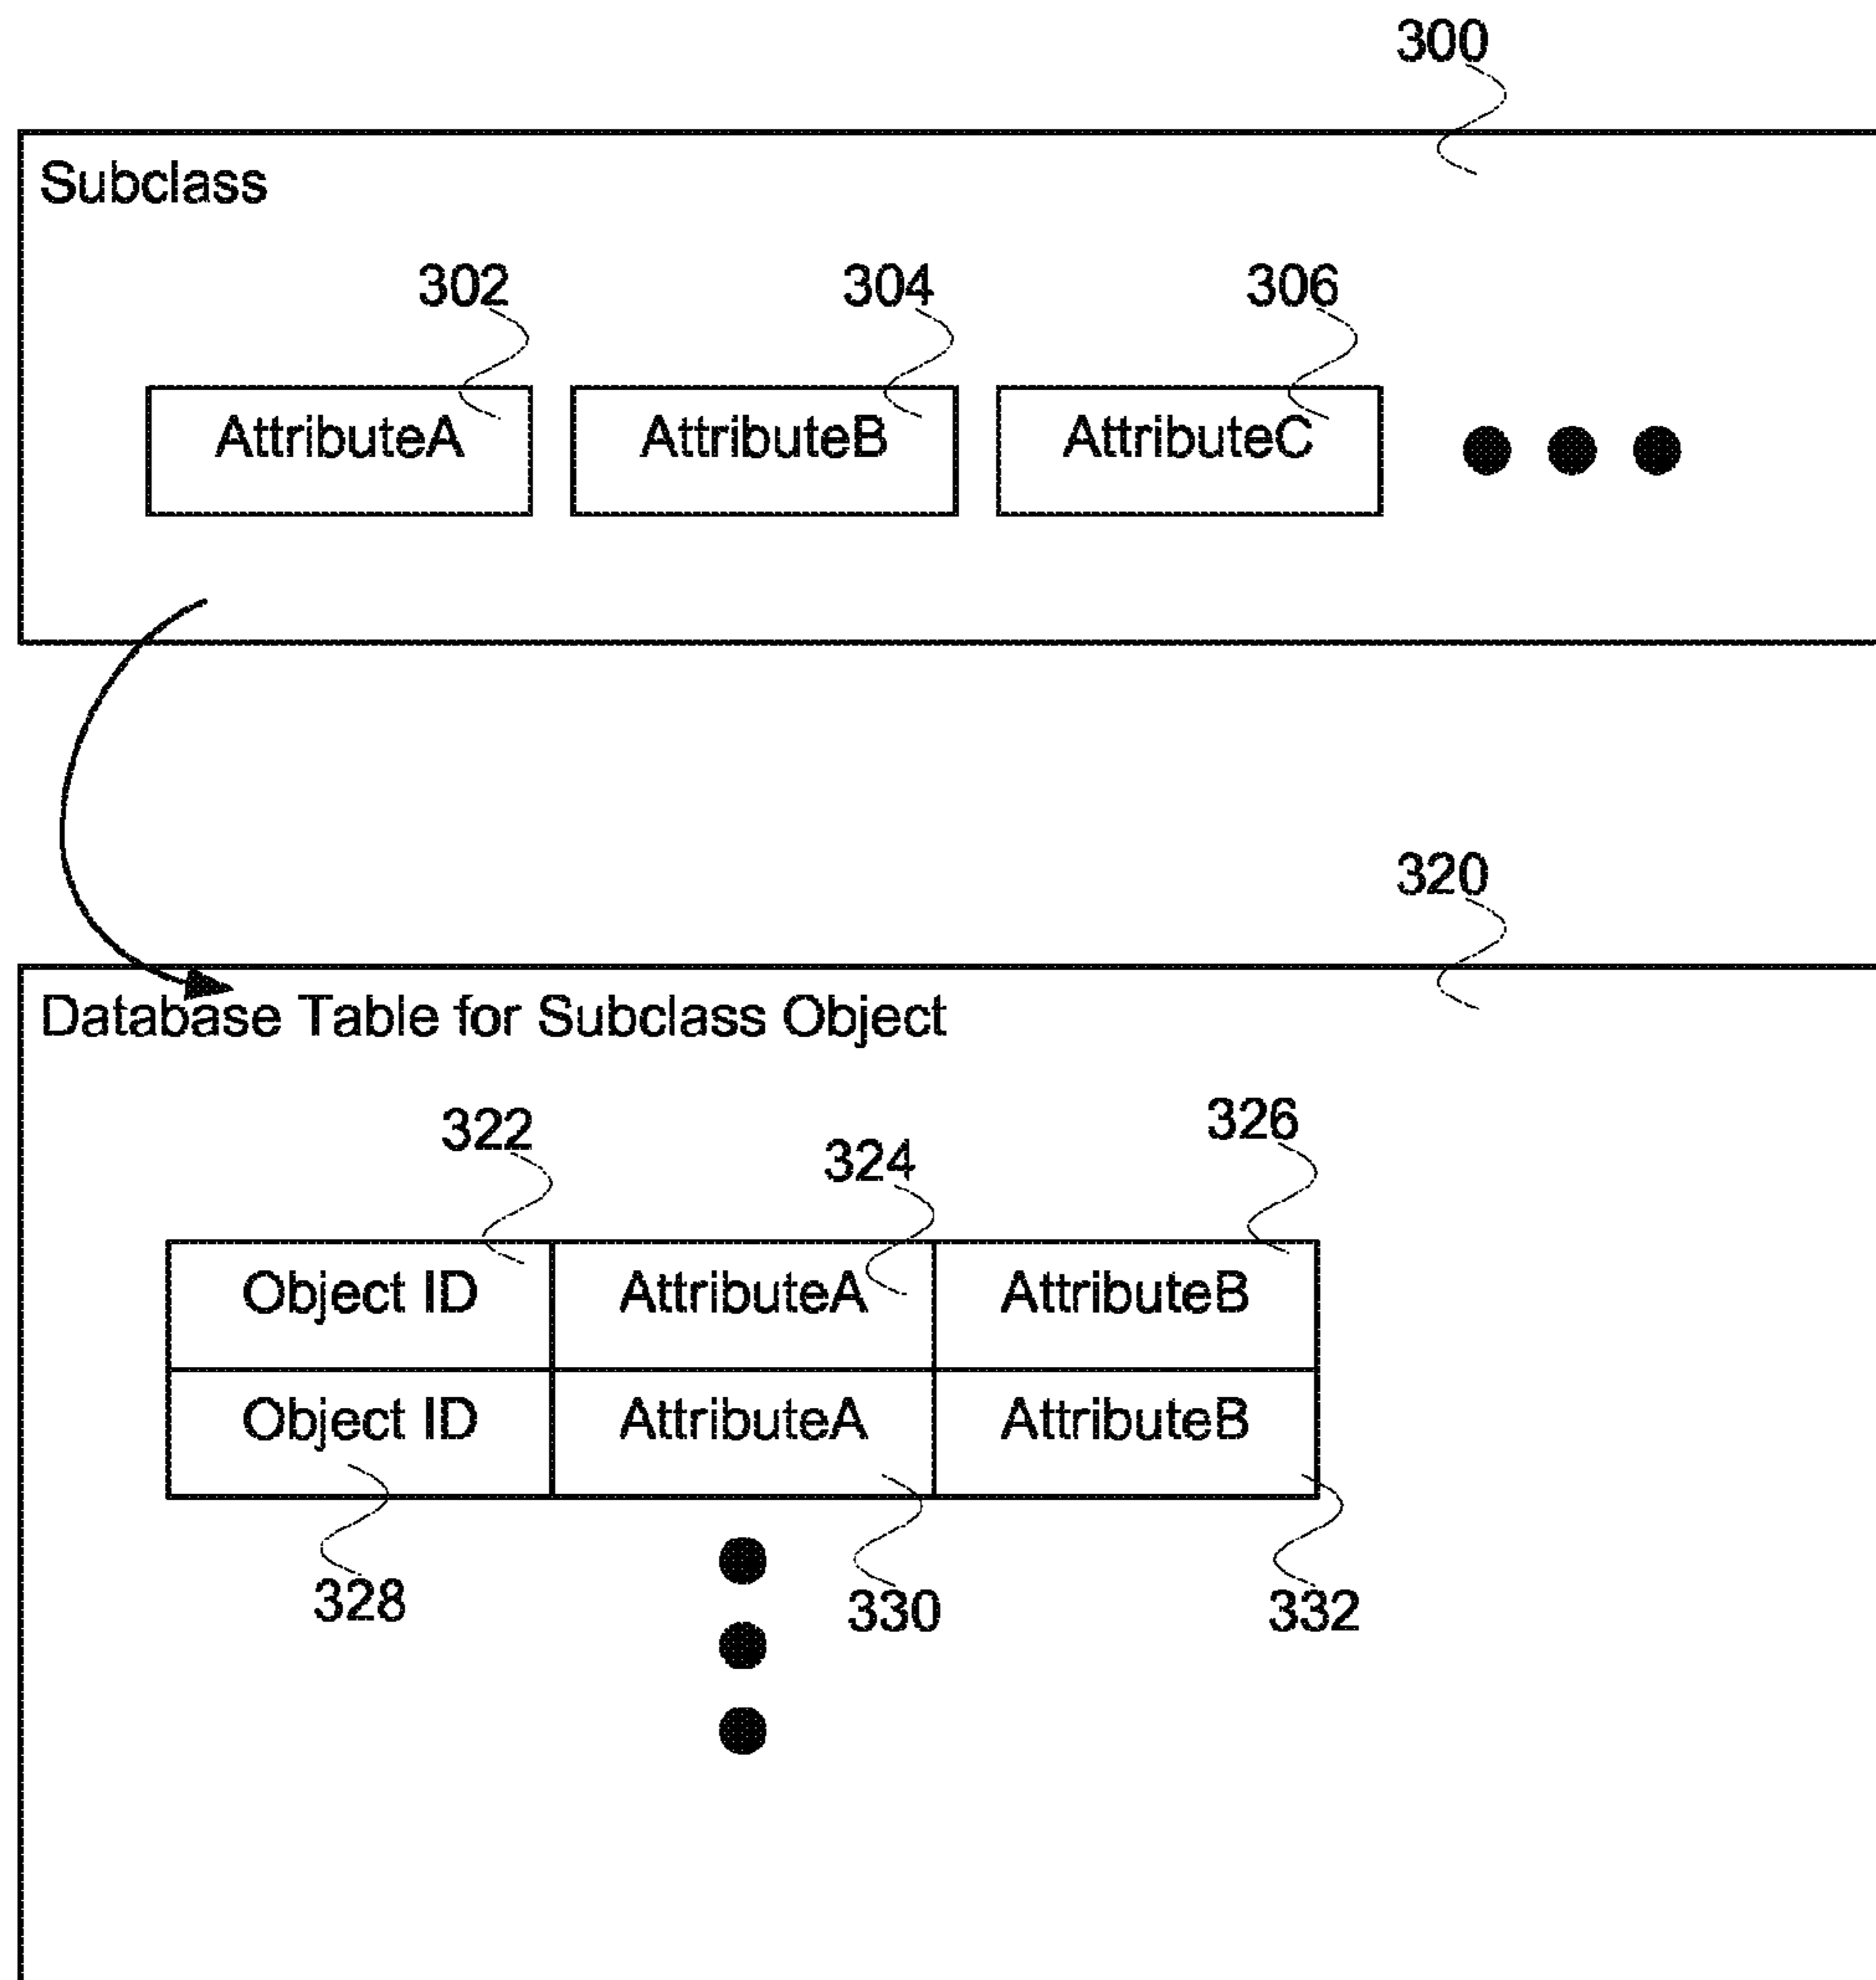 300
Subclass
302 304 306
AttributeA AttributeB AttributeC
320
Database Table for Subclass Object
322 324 326
Object ID AttributeA AttributeB
Object ID AttributeA AttributeB
328 330 332